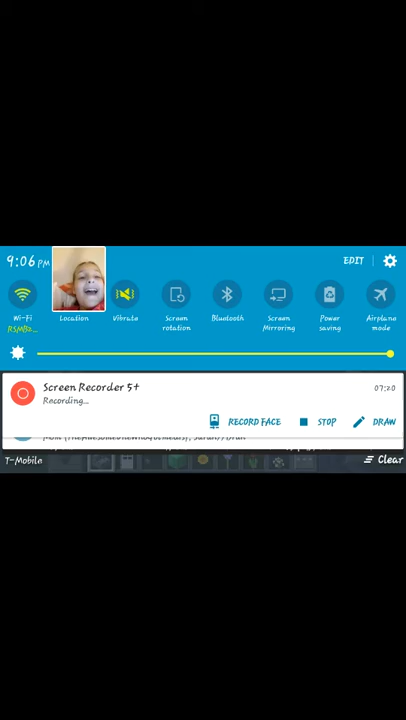 9:06 PM
EDIT
Wi-Fi
Location
Vibrate
Screen
rotation
Bluetooth
Screen
Mirroring
Power
saving
Airplane
mode
RSMB2...
Screen Recorder 5+
07:20
Recording...
RECORD FACE
STOP
DRAW
T-Mobile
Clear